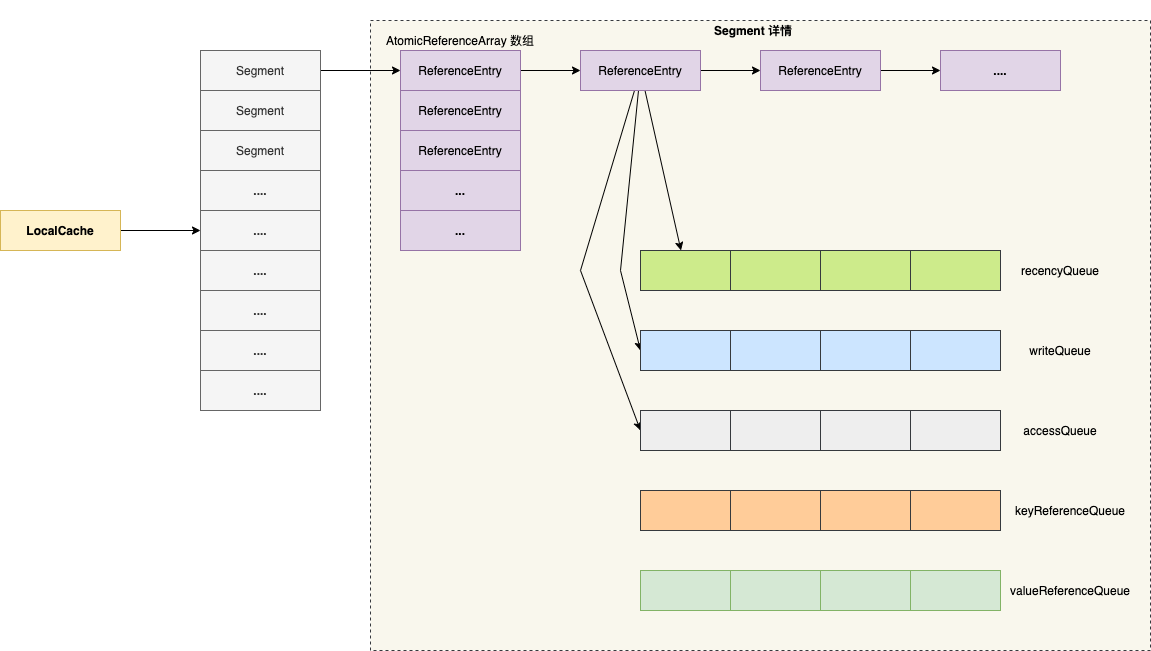 Segment 详情
AtomicReferenceArray 数组
Segment
ReferenceEntry
ReferenceEntry
ReferenceEntry
....
Segment
ReferenceEntry
Segment
ReferenceEntry
....
...
LocalCache
....
...
....
recencyQueue
....
....
writeQueue
....
accessQueue
keyReferenceQueue
valueReferenceQueue